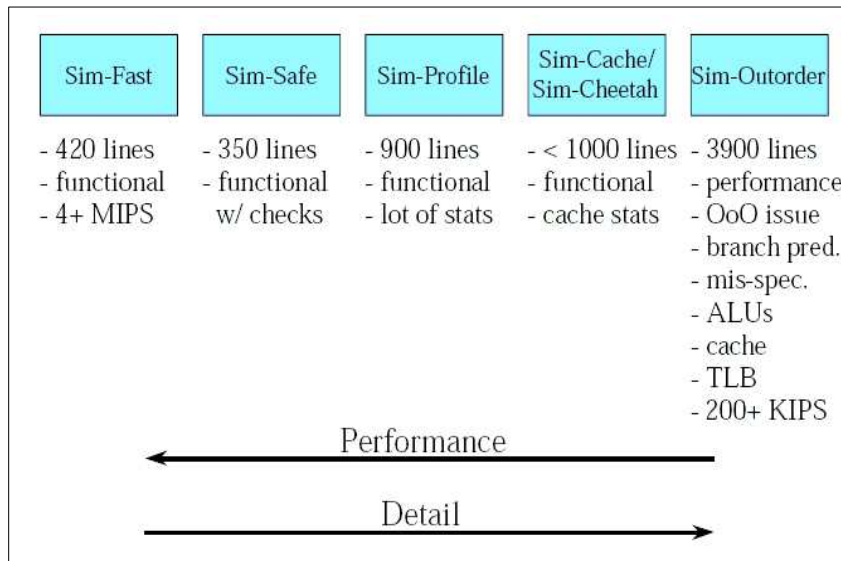 Sim-Fast
- 420 lines
- functional
- 4+ MIPS
Sim-Safe
- 350 lines
- functional
w/ checks
Sim-Profile
- 900 lines
- functional
- lot of stats
Sim-Cache/
Sim-Cheetah
- < 1000 lines
- functional
- cache stats
Sim-Outorder
- 3900 lines
- performance
- OoO issue
- branch pred.
- mis-spec.
- ALUs
- cache
- TLB
- 200+ KIPS
Performance
Detail